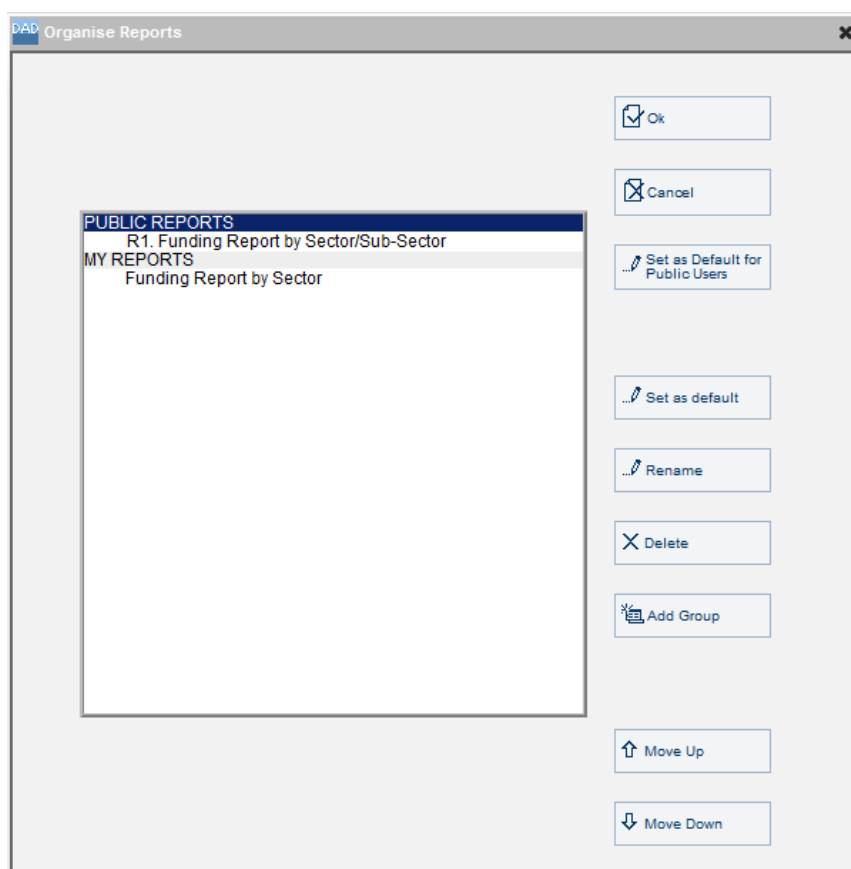 DAD Organise Reports
Ok
Cancel
PUBLIC REPORTS
R1. Funding Report by Sector/Sub-Sector
MY REPORTS
Funding Report by Sector
...Set as Default for
Public Users
...Set as default
...Rename
Delete
Add Group
Move Up
Move Down